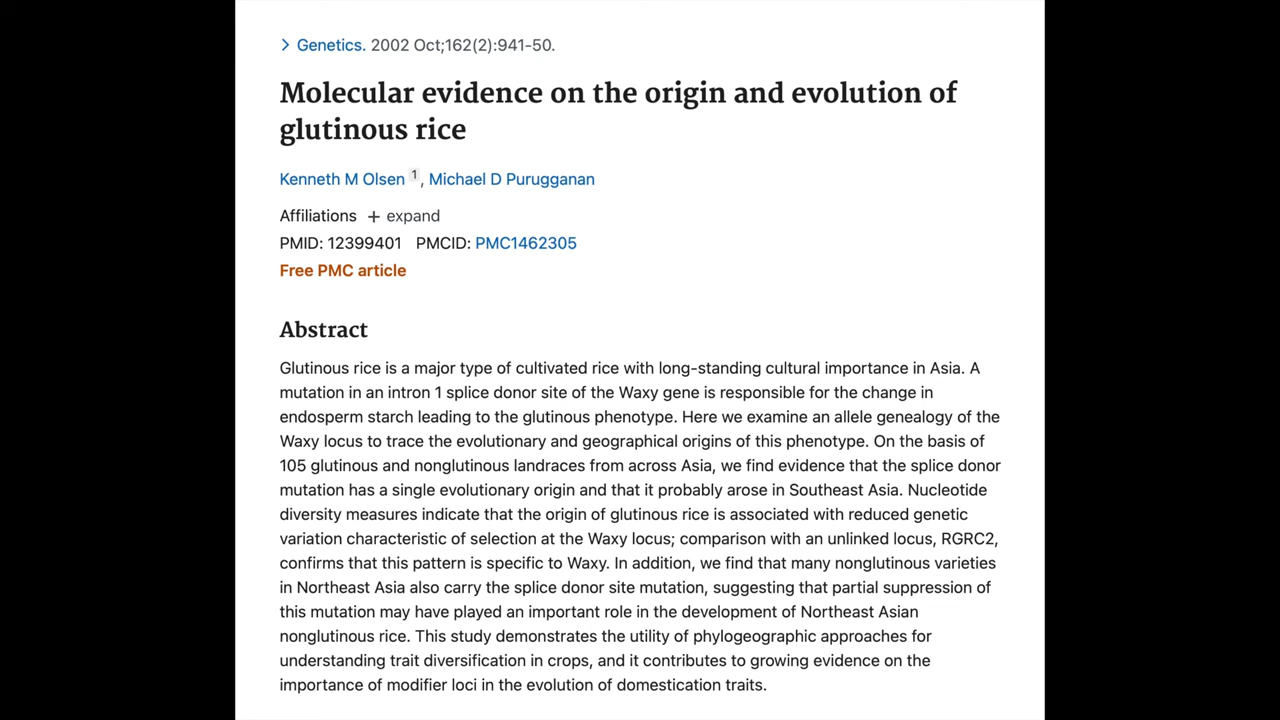 Genetics. 2002 Oct;162(2):941-50.
Molecular evidence on the origin and evolution of
glutinous rice
Kenneth M Olsen 1, Michael D Purugganan
Affiliations + expand
PMID: 12399401 PMCID: PMC1462305
Free PMC article
Abstract
Glutinous rice is a major type of cultivated rice with long-standing cultural importance in Asia. A
mutation in an intron 1 splice donor site of the Waxy gene is responsible for the change in
endosperm starch leading to the glutinous phenotype. Here we examine an allele genealogy of the
Waxy locus to trace the evolutionary and geographical origins of this phenotype. On the basis of
105 glutinous and nonglutinous landraces from across Asia, we find evidence that the splice donor
mutation has a single evolutionary origin and that it probably arose in Southeast Asia. Nucleotide
diversity measures indicate that the origin of glutinous rice is associated with reduced genetic
variation characteristic of selection at the Waxy locus; comparison with an unlinked locus, RGRC2,
confirms that this pattern is specific to Waxy. In addition, we find that many nonglutinous varieties
in Northeast Asia also carry the splice donor site mutation, suggesting that partial suppression of
this mutation may have played an important role in the development of Northeast Asian
nonglutinous rice. This study demonstrates the utility of phylogeographic approaches for
understanding trait diversification in crops, and it contributes to growing evidence on the
importance of modifier loci in the evolution of domestication traits.